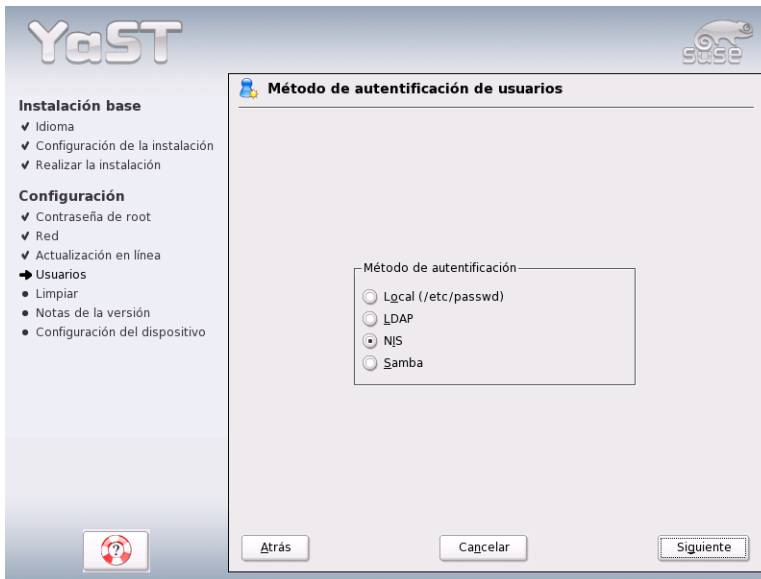 YaST
SUSE
Instalación base
Idioma
Configuración de la instalación
Realizar la instalación
Configuración
Contraseña de root
Red
Actualización en línea
Usuarios
Limpiar
Notas de la versión
Configuración del dispositivo
Método de autentificación de usuarios
Método de autentificación
Local (/etc/passwd)
LDAP
NIS
Samba
Atrás
Cancelar
Siguiente